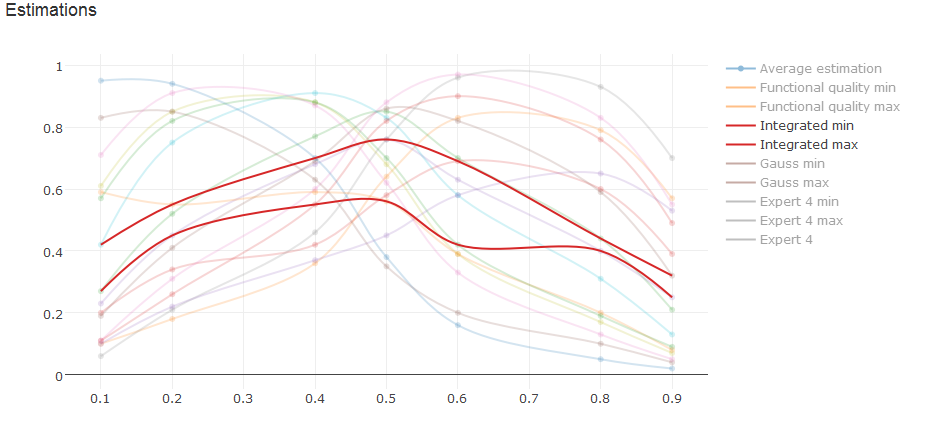 Estimations
1
0.8
0.6
0.4
0.2
0
0.1
0.2
0.3
0.4
0.5
0.6
0.7
0.8
0.9
Average estimation
Functional quality min
Functional quality max
Integrated min
Integrated max
Gauss min
Gauss max
Expert 4 min
Expert 4 max
Expert 4